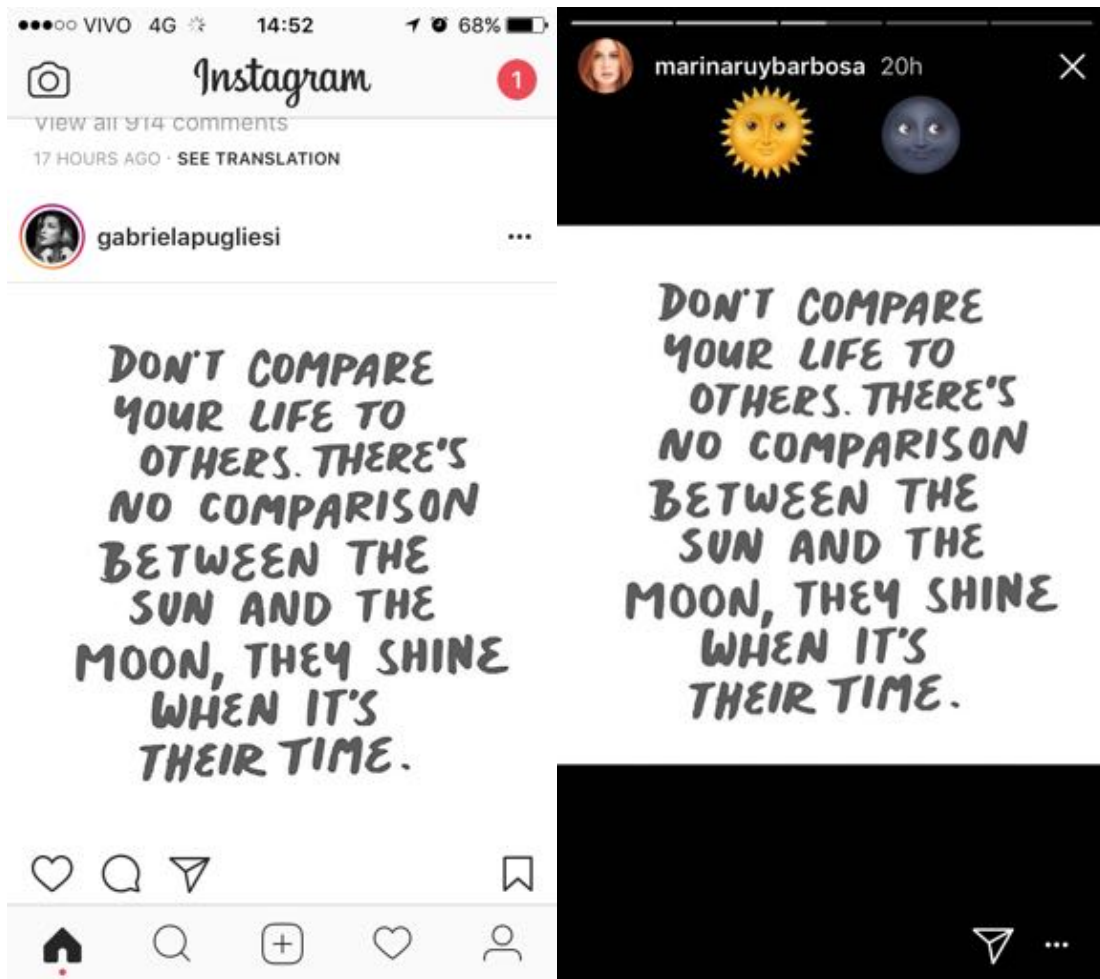 VIVO 4G 14:52 68%
Instagram
1
View all 914 comments
17 HOURS AGO · SEE TRANSLATION
gabrielapugliesi
DON'T COMPARE
YOUR LIFE TO
OTHERS. THERE'S
NO COMPARISON
BETWEEN THE
SUN AND THE
MOON, THEY SHINE
WHEN IT'S
THEIR TIME.
marinaruybarbosa 20h
DON'T COMPARE
YOUR LIFE TO
OTHERS. THERE'S
NO COMPARISON
BETWEEN THE
SUN AND THE
MOON, THEY SHINE
WHEN IT'S
THEIR TIME.